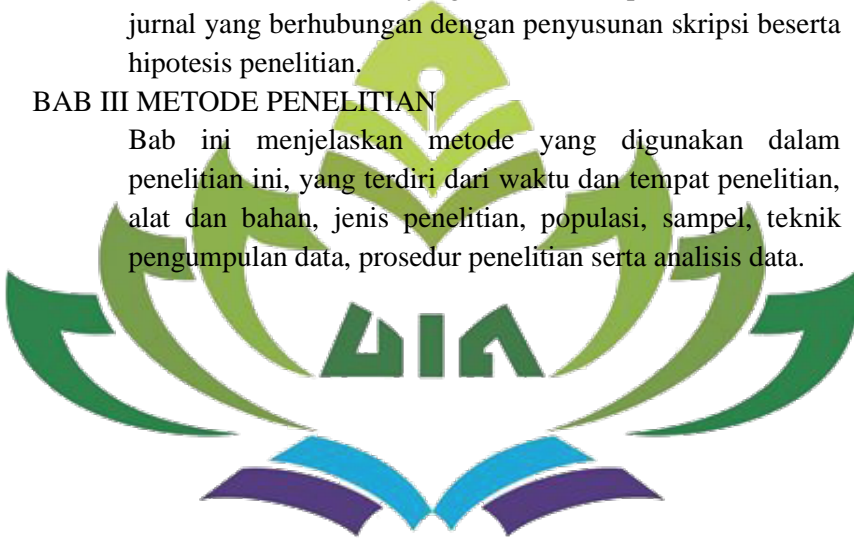 jurnal yang berhubungan dengan penyusunan skripsi beserta
hipotesis penelitian.
BAB III METODE PENELITIAN
Bab ini menjelaskan metode yang digunakan dalam
penelitian ini, yang terdiri dari waktu dan tempat penelitian,
alat dan bahan, jenis penelitian, populasi, sampel, teknik
pengumpulan data, prosedur penelitian serta analisis data.
UIN